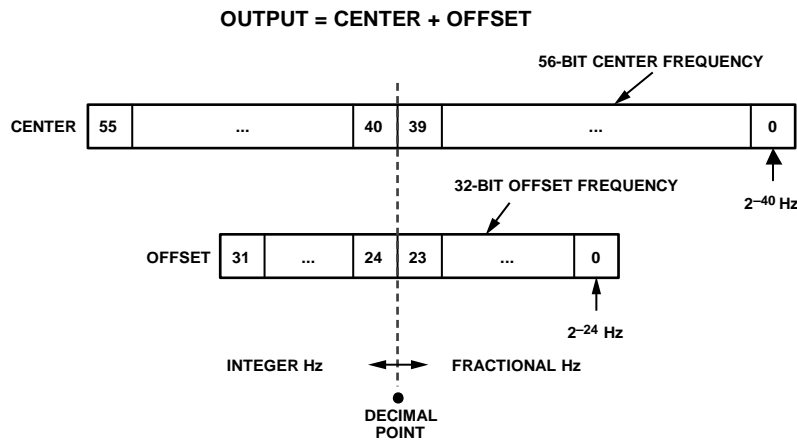 OUTPUT = CENTER + OFFSET
56-BIT CENTER FREQUENCY
CENTER 55 ... 40 39 ... 0
2–40 Hz
32-BIT OFFSET FREQUENCY
OFFSET 31 ... 24 23 ... 0
2–24 Hz
INTEGER Hz FRACTIONAL Hz
DECIMAL
POINT